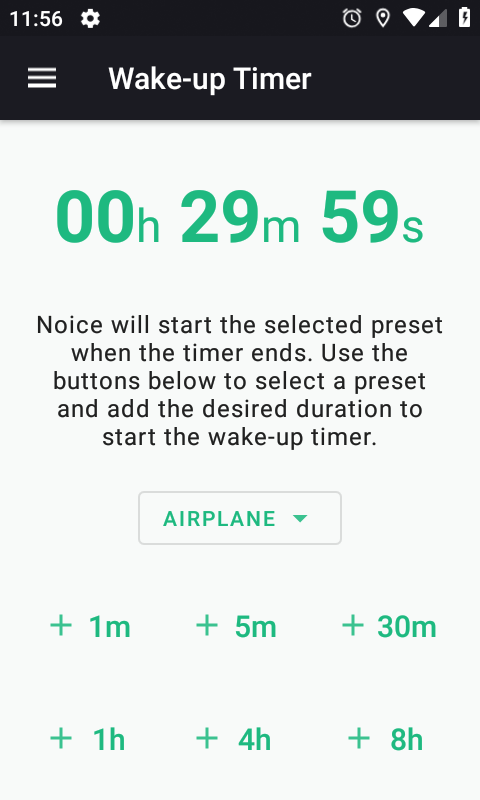 11:56
Wake-up Timer
00h 29m 59s
Noice will start the selected preset
when the timer ends. Use the
buttons below to select a preset
and add the desired duration to
start the wake-up timer.
AIRPLANE
+ 1m + 5m + 30m
+ 1h + 4h + 8h